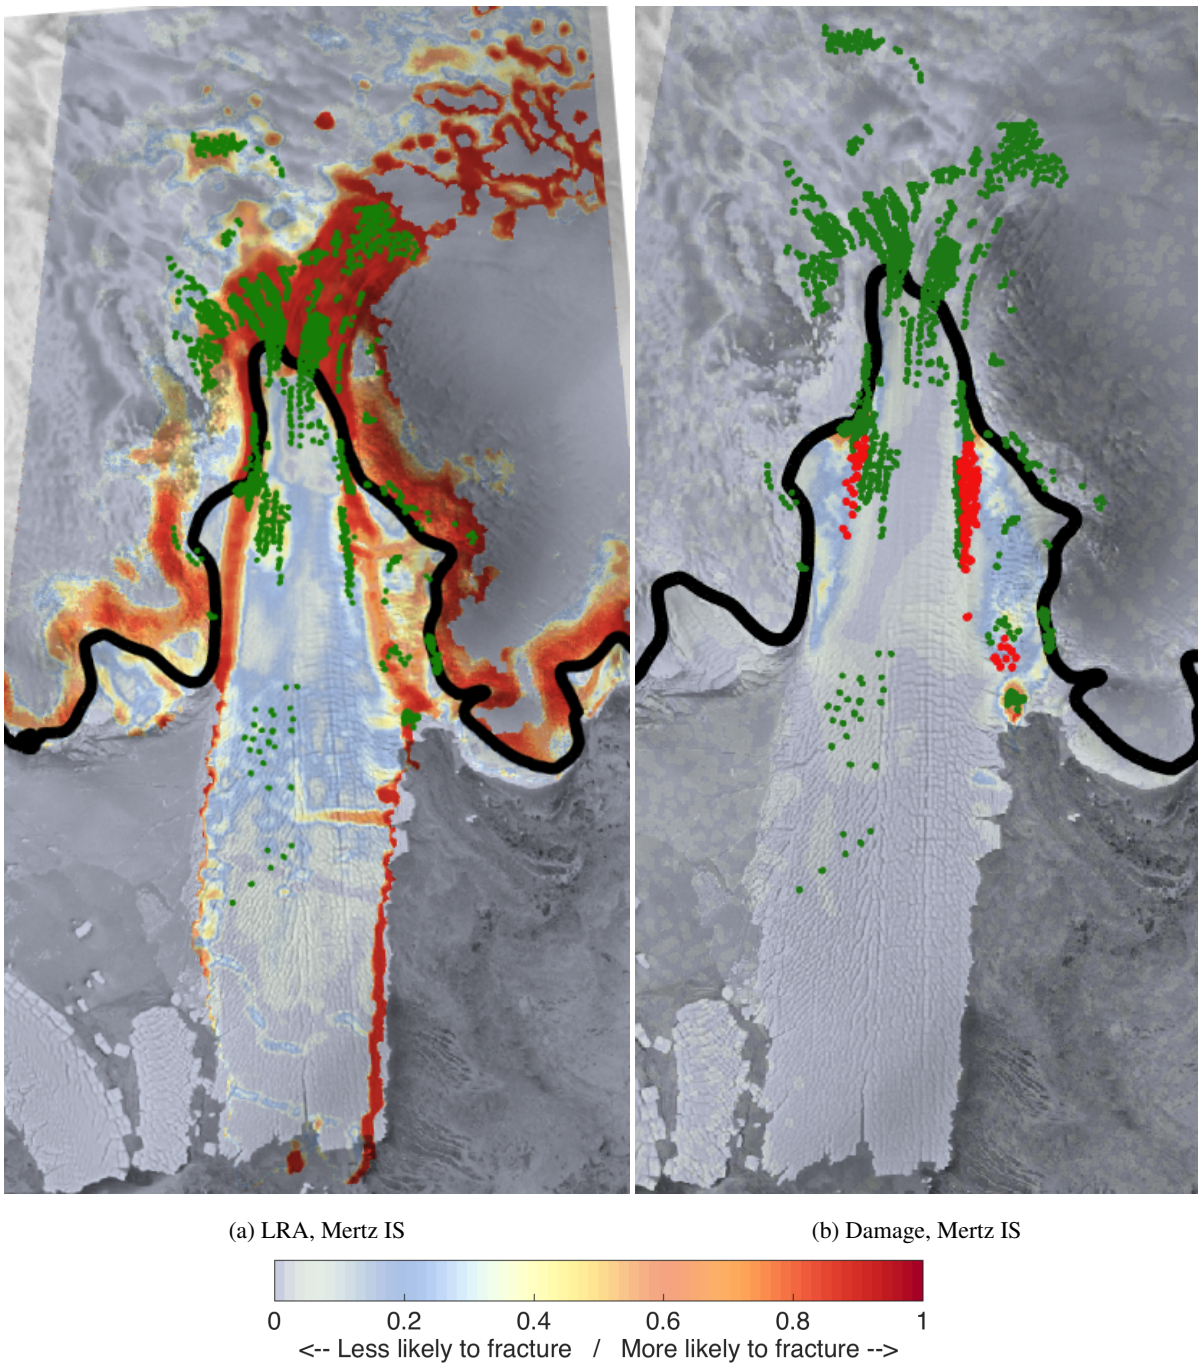 (a) LRA, Mertz IS
(b) Damage, Mertz IS
0 0.2 0.4 0.6 0.8 1
<-- Less likely to fracture / More likely to fracture -->